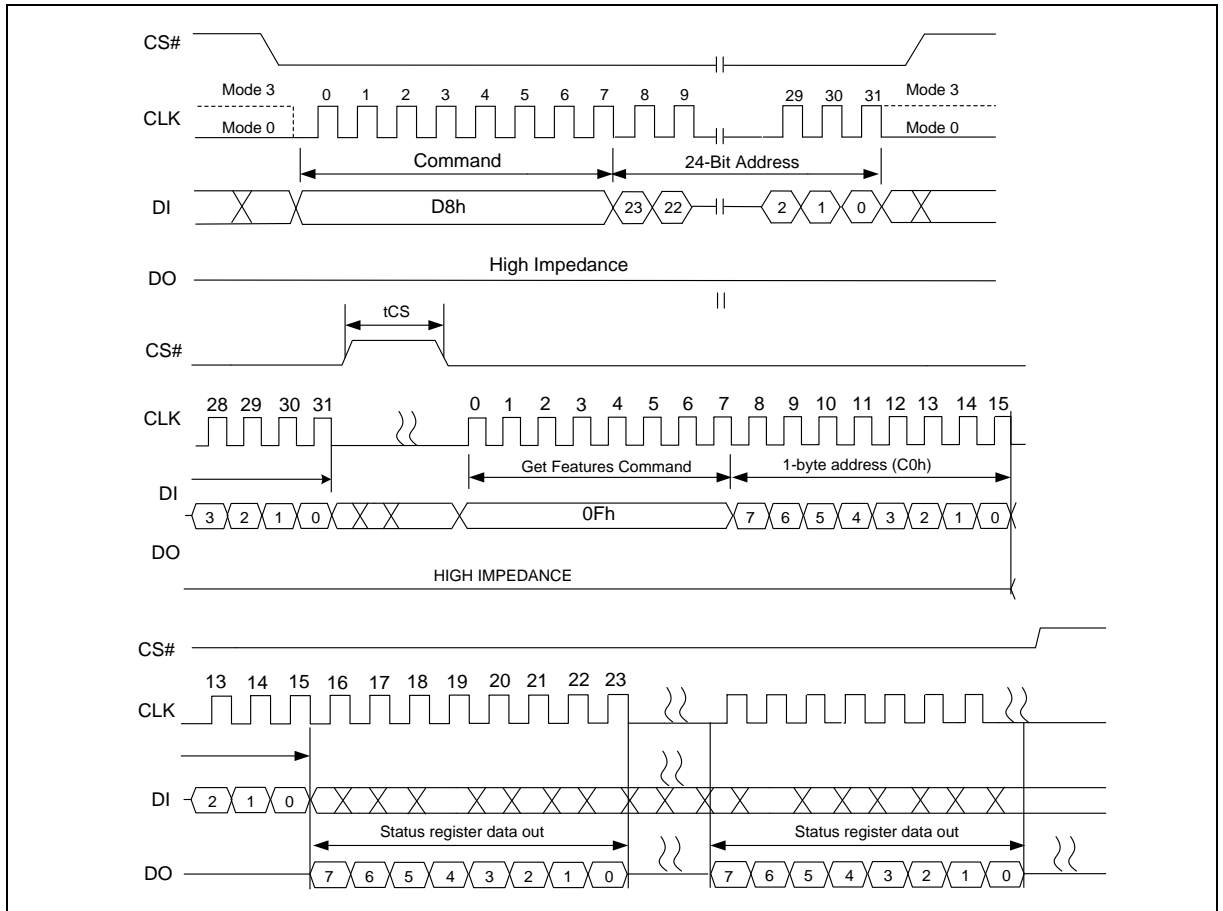 CS#
Mode 3 0 1 2 3 4 5 6 7 8 9 29 30 31 Mode 3
CLK
Mode 0 Mode 0
Command 24-Bit Address
DI D8h 23 22 2 1 0
High Impedance
DO
tCS
CS#
28 29 30 31 0 1 2 3 4 5 6 7 8 9 10 11 12 13 14 15
CLK
Get Features Command 1-byte address (C0h)
DI
3 2 1 0 0Fh 7 6 5 4 3 2 1 0
DO
HIGH IMPEDANCE
CS#
13 14 15 16 17 18 19 20 21 22 23
CLK
DI 2 1 0
Status register data out Status register data out
DO 7 6 5 4 3 2 1 0 7 6 5 4 3 2 1 0